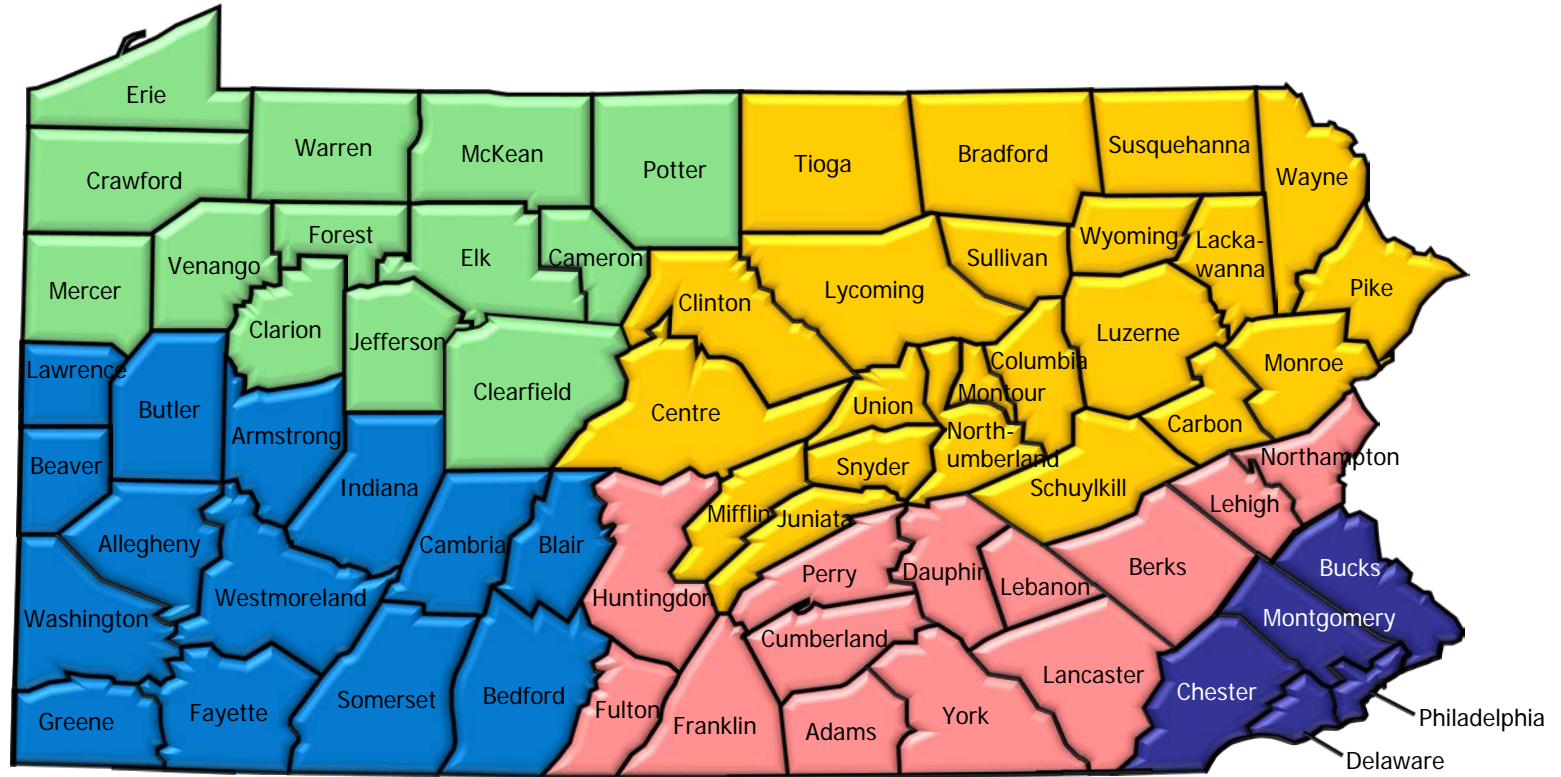 Erie
Warren
McKean
Potter
Tioga
Bradford
Susquehanna
Wayne
Crawford
Forest
Venango
Elk
Cameron
Mercer
Clarion
Jefferson
Clearfield
Clinton
Lycoming
Sullivan
Wyoming
Lacka-
wanna
Pike
Luzerne
Monroe
Columbia
Montour
Union
Centre
Carbon
North-
umberland
Snyder
Schuylkill
Mifflin
Juniata
Lawrence
Butler
Armstrong
Beaver
Indiana
Allegheny
Cambria
Blair
Westmoreland
Washington
Greene
Fayette
Somerset
Bedford
Northampton
Lehigh
Berks
Huntingdon
Perry
Dauphin
Lebanon
Cumberland
Lancaster
Fulton
Franklin
Adams
York
Bucks
Montgomery
Chester
Philadelphia
Delaware